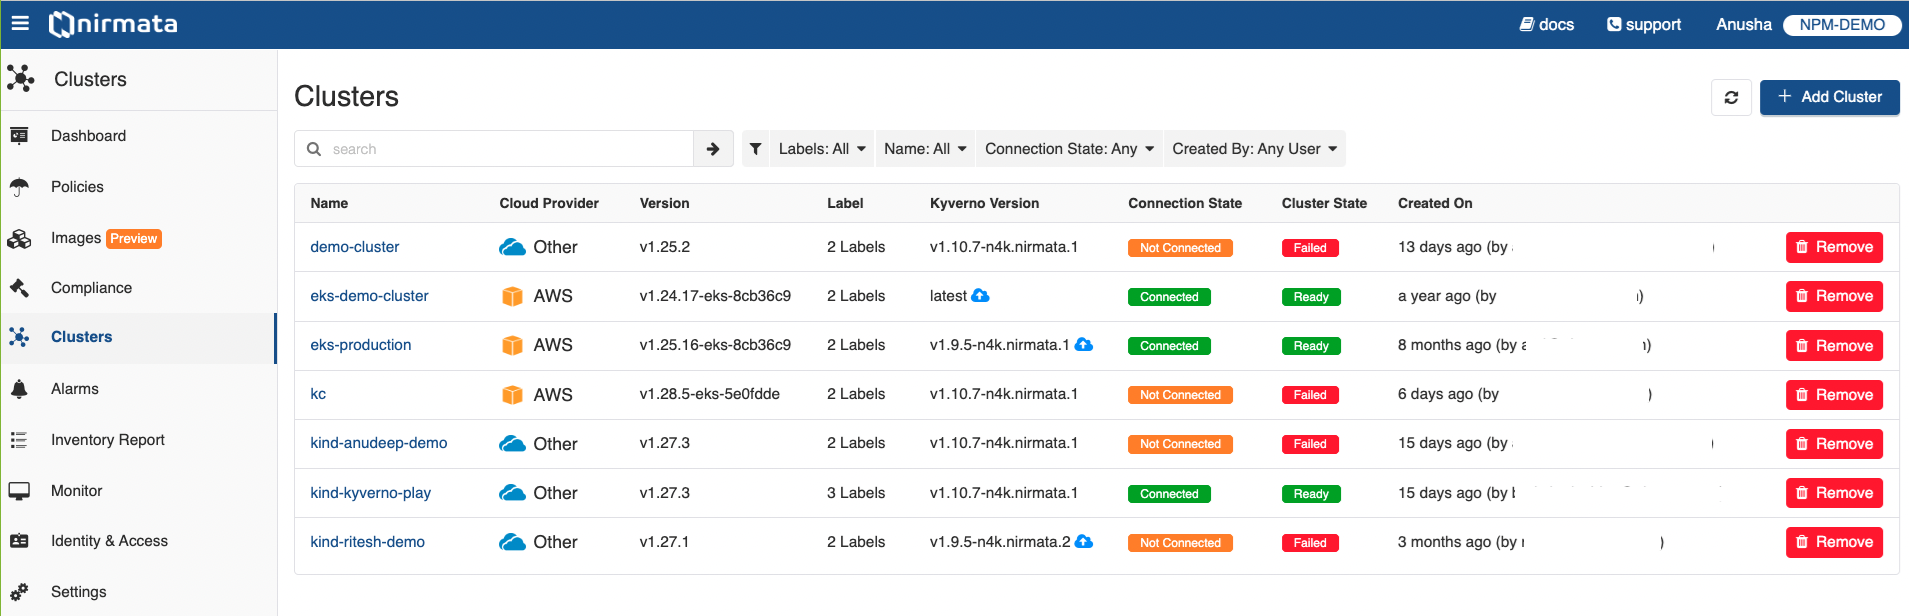 nirmata
docs support Anusha NPM-DEMO
Clusters
Dashboard
Policies
Images Preview
Compliance
Clusters
Alarms
Inventory Report
Monitor
Identity & Access
Settings
Clusters
Add Cluster
search
Labels: All Name: All Connection State: Any Created By: Any User
Name Cloud Provider Version Label Kyverno Version Connection State Cluster State Created On
demo-cluster Other v1.25.2 2 Labels v1.10.7-n4k.nirmata.1 Not Connected Failed 13 days ago (by ) Remove
eks-demo-cluster AWS v1.24.17-eks-8cb36c9 2 Labels latest Connected Ready a year ago (by ) Remove
eks-production AWS v1.25.16-eks-8cb36c9 2 Labels v1.9.5-n4k.nirmata.1 Connected Ready 8 months ago (by ) Remove
kc AWS v1.28.5-eks-5e0fdde 2 Labels v1.10.7-n4k.nirmata.1 Not Connected Failed 6 days ago (by ) Remove
kind-anudeep-demo Other v1.27.3 2 Labels v1.10.7-n4k.nirmata.1 Not Connected Failed 15 days ago (by ) Remove
kind-kyverno-play Other v1.27.3 3 Labels v1.10.7-n4k.nirmata.1 Connected Ready 15 days ago (by Remove
kind-ritesh-demo Other v1.27.1 2 Labels v1.9.5-n4k.nirmata.2 Not Connected Failed 3 months ago (by ) Remove